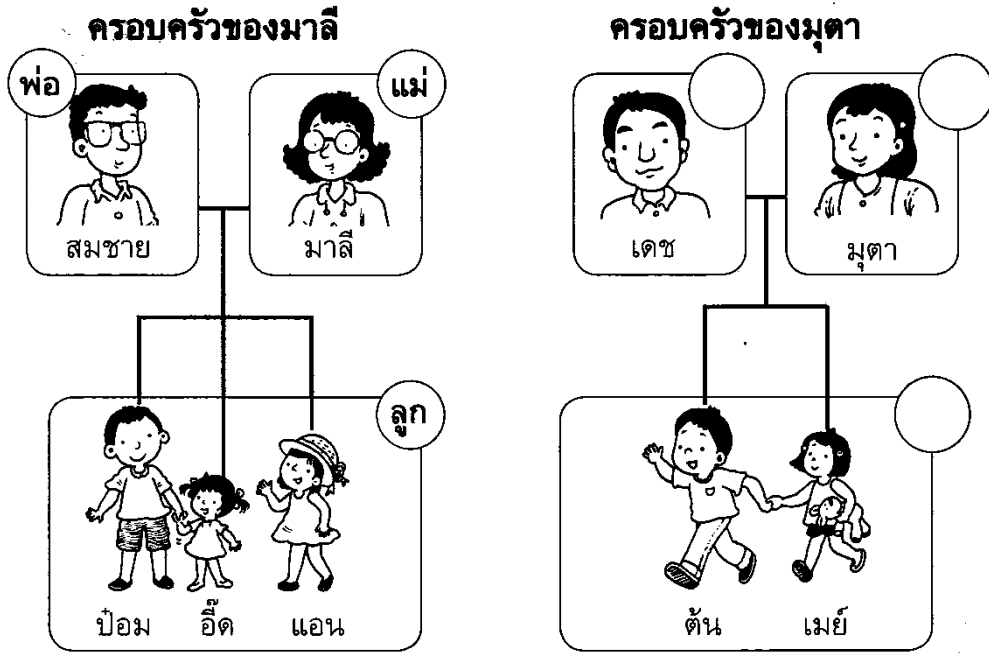 ครอบครัวของมาลี
พ่อ
แม่
สมชาย
มาลี
ลูก
ป๋อม อี๊ด แอน
ครอบครัวของมุตา
เดช
มุตา
ต้น เมย์